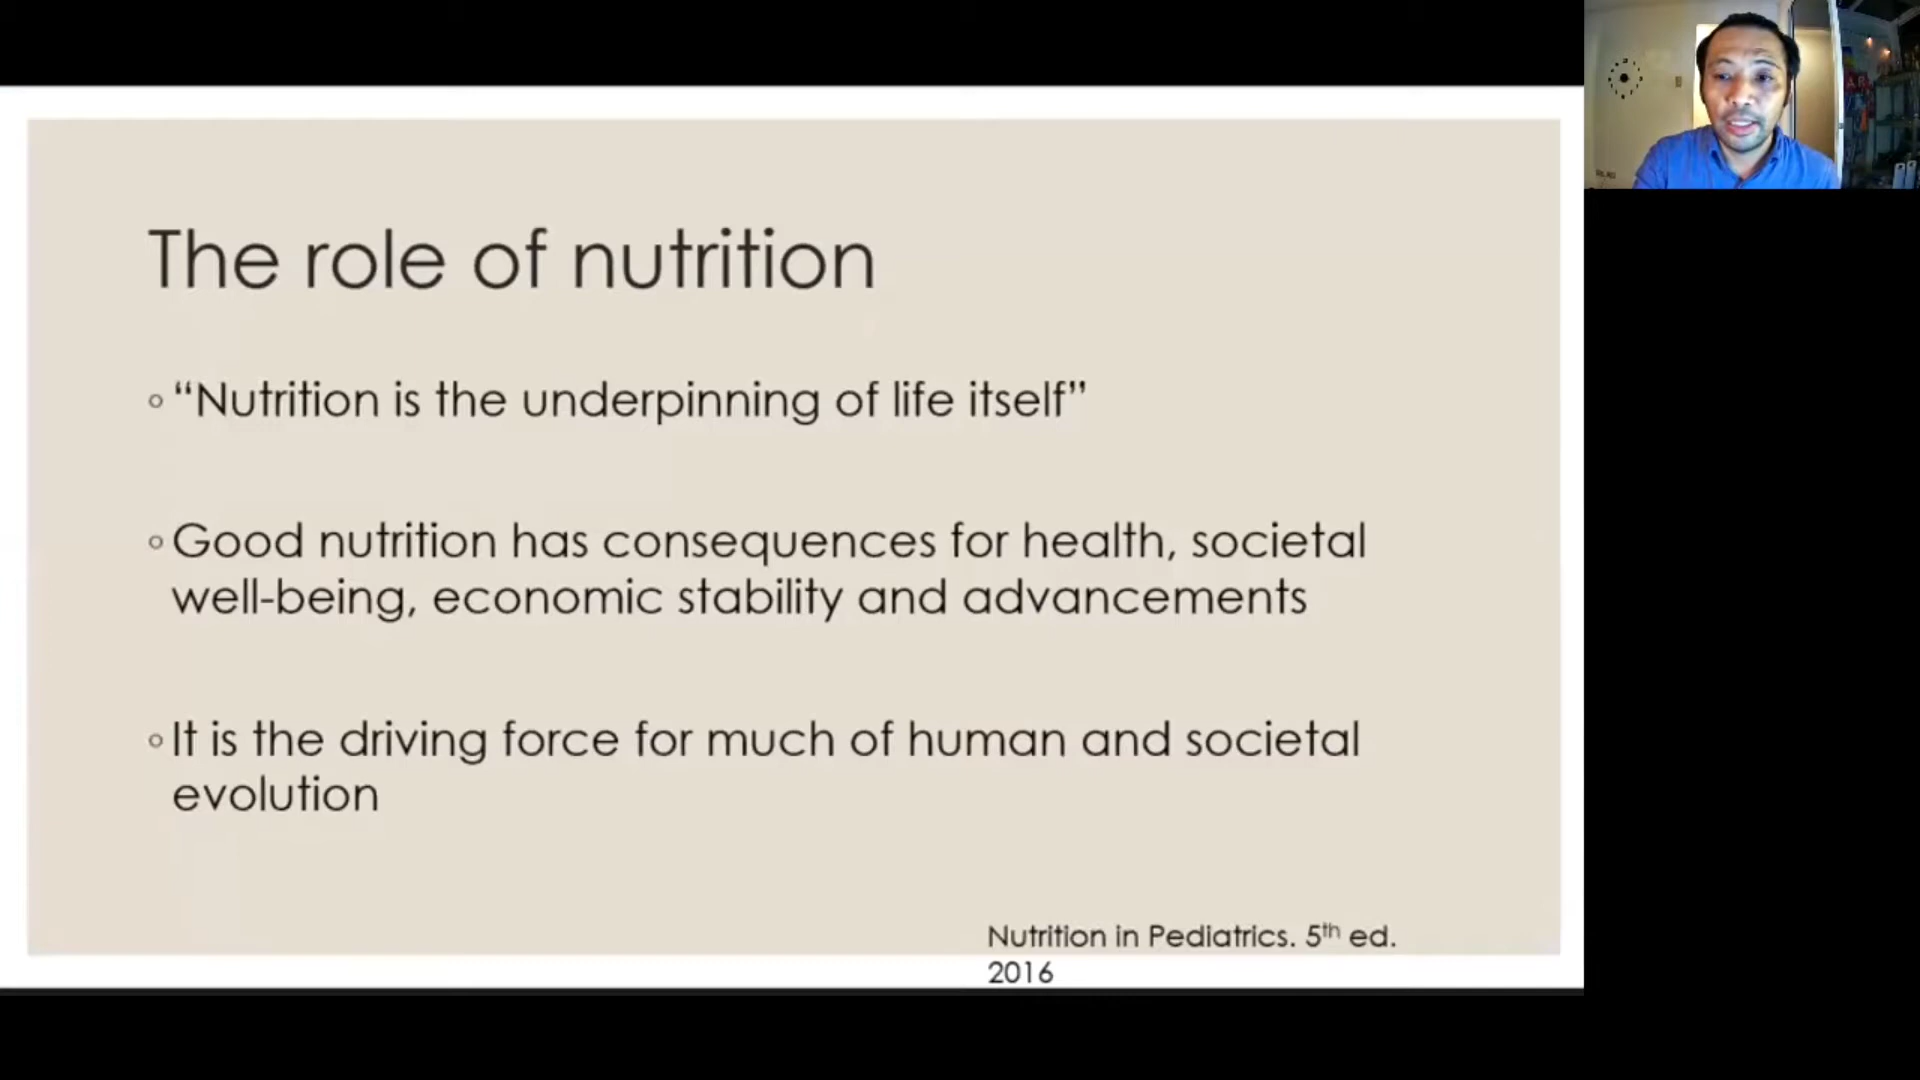 The role of nutrition
◦ “Nutrition is the underpinning of life itself”
◦ Good nutrition has consequences for health, societal
well-being, economic stability and advancements
◦ It is the driving force for much of human and societal
evolution
Nutrition in Pediatrics. 5th ed.
2016